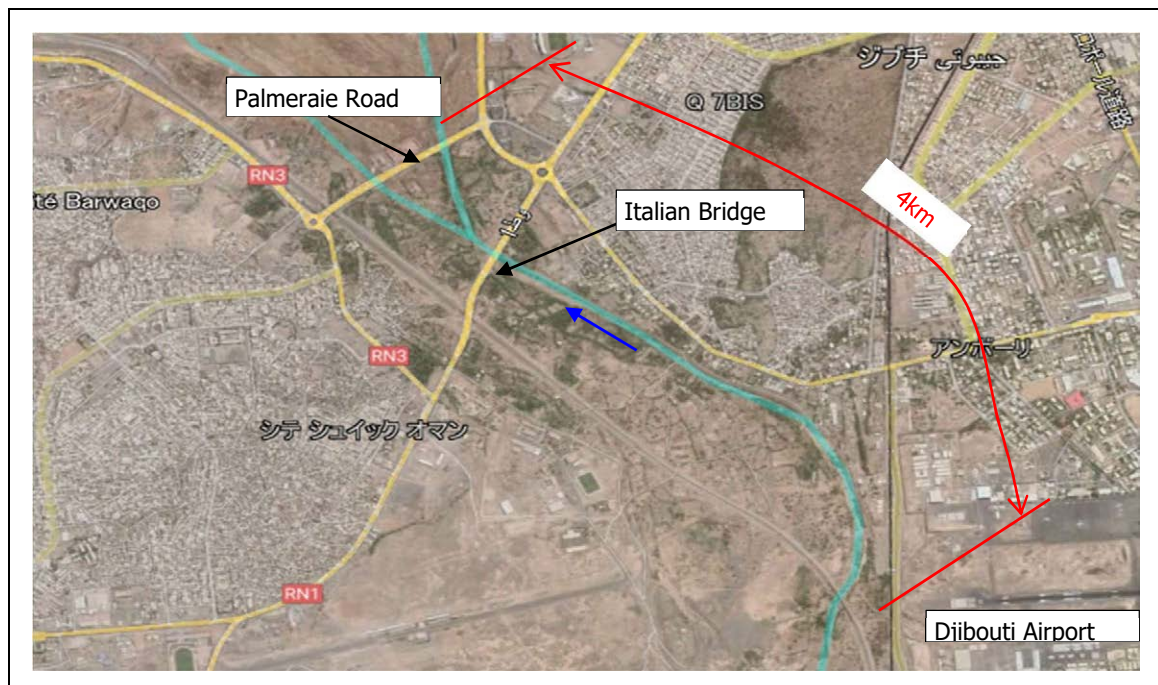 ジブチ جيبوتي
Palmeraie Road
Q 7BIS
RN3
ité Barwaqo
Italian Bridge
4km
RN3
アンボーリ
シテ シュイック オマン
RN1
Djibouti Airport